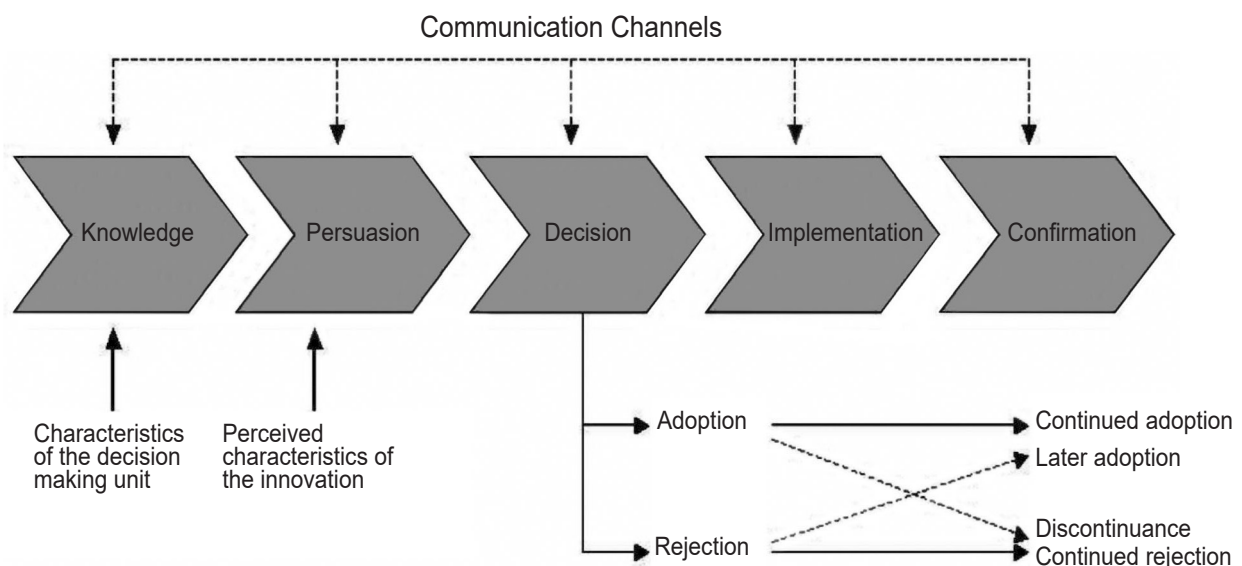 Communication Channels
Knowledge
Persuasion
Decision
Implementation
Confirmation
Characteristics
of the decision
making unit
Perceived
characteristics of
the innovation
Adoption
Rejection
Continued adoption
Later adoption
Discontinuance
Continued rejection